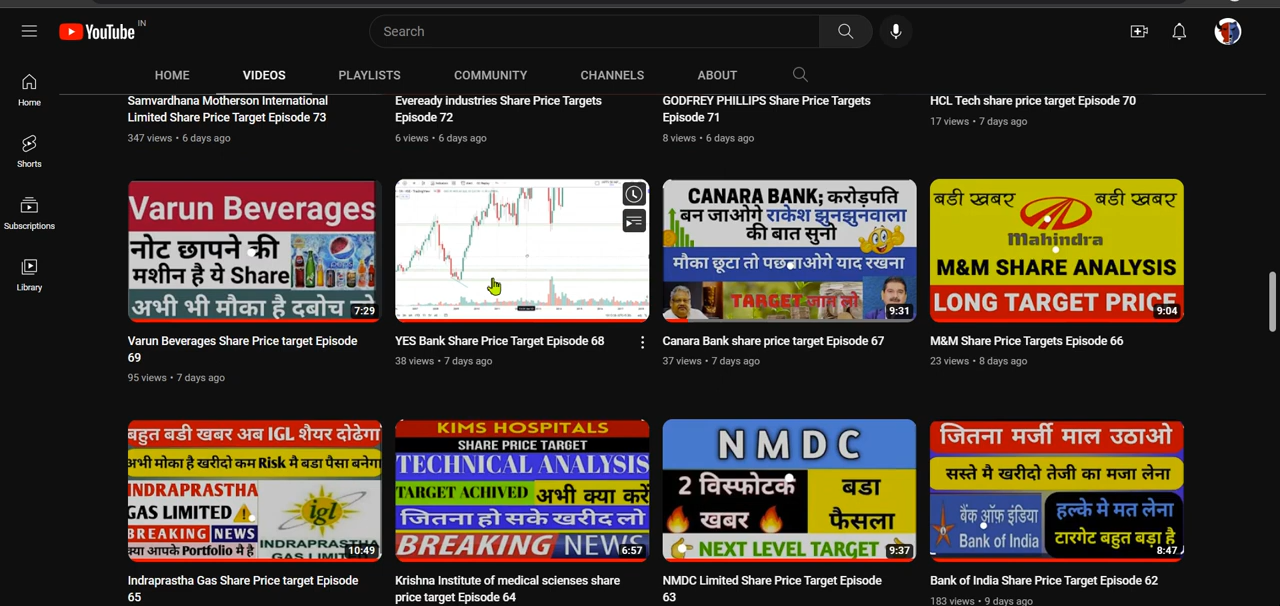 YouTube IN
Search
HOME VIDEOS PLAYLISTS COMMUNITY CHANNELS ABOUT
Home
Shorts
Subscriptions
Library
Samvardhana Motherson International
Limited Share Price Target Episode 73
347 views • 6 days ago
Eveready industries Share Price Targets
Episode 72
6 views • 6 days ago
GODFREY PHILLIPS Share Price Targets
Episode 71
8 views • 6 days ago
HCL Tech share price target Episode 70
17 views • 7 days ago
Varun Beverages
नोट छापने की
मशीन है ये Share
अभी भी मौका है दबोच लो
7:29
Varun Beverages Share Price target Episode
69
95 views • 7 days ago
YES Bank Share Price Target Episode 68
38 views • 7 days ago
CANARA BANK; करोड़पति
बन जाओगे राकेश झुनझुनवाला
की बात सुनी
मौका छूटा तो पछताओगे याद रखना
TARGET जान लो
9:31
Canara Bank share price target Episode 67
37 views • 7 days ago
बडी खबर बडी खबर
Mahindra
M&M SHARE ANALYSIS
LONG TARGET PRICE
9:04
M&M Share Price Targets Episode 66
23 views • 8 days ago
बहुत बडी खबर अब IGL शेयर दोढेगा
अभी मोका है खरीदो कम Risk मै बडा पैसा बनेगा
INDRAPRASTHA
GAS LIMITED
BREAKING NEWS
क्या आपके Portfolio मे है
igl
INDRAPRASTHA
GAS LIMITED
10:49
Indraprastha Gas Share Price target Episode
65
KIMS HOSPITALS
SHARE PRICE TARGET
TECHNICAL ANALYSIS
TARGET ACHIVED अभी क्या करें
जितना हो सके खरीद लो
BREAKING NEWS
6:57
Krishna Institute of medical scienses share
price target Episode 64
NMDC
2 विस्फोटक
खबर
बडा
फैसला
NEXT LEVEL TARGET
9:37
NMDC Limited Share Price Target Episode
63
जितना मर्जी माल उठाओ
सस्ते मै खरीदो तेजी का मजा लेना
बैंक ऑफ़ इंडिया
Bank of India
हल्के मे मत लेना
टारगेट बहुत बड़ा है
8:47
Bank of India Share Price Target Episode 62
183 views • 9 days ago